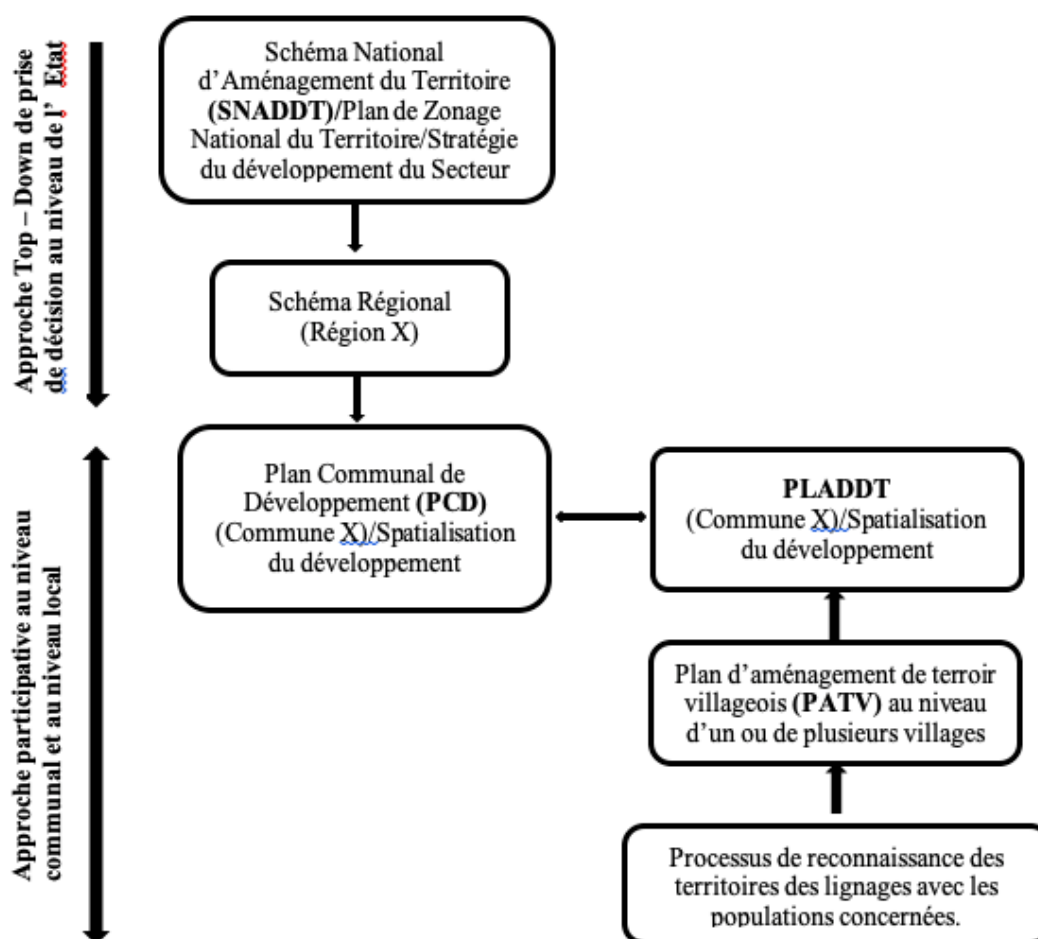 Approche Top – Down de prise
de décision au niveau de l’ Etat
Schéma National
d’Aménagement du Territoire
(SNADDT)/Plan de Zonage
National du Territoire/Stratégie
du développement du Secteur
Schéma Régional
(Région X)
Approche participative au niveau
communal et au niveau local
Plan Communal de
Développement (PCD)
(Commune X)/Spatialisation
du développement
PLADDT
(Commune X)/Spatialisation
du développement
Plan d’aménagement de terroir
villageois (PATV) au niveau
d’un ou de plusieurs villages
Processus de reconnaissance des
territoires des lignages avec les
populations concernées.